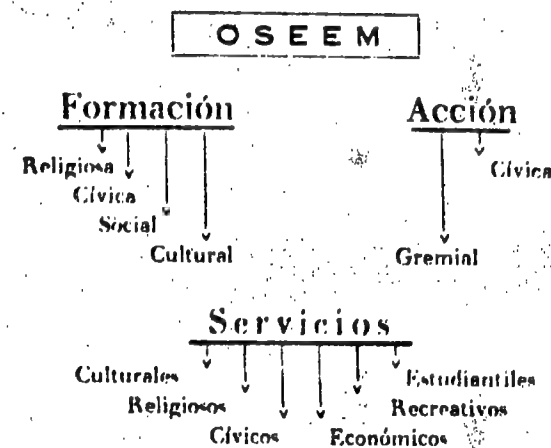 OSEEM
Formación
Acción
Religiosa
Cívica
Cívica
Social
Cultural
Gremial
Servicios
Culturales
Estudiantiles
Religiosos
Recreativos
Cívicos
Económicos